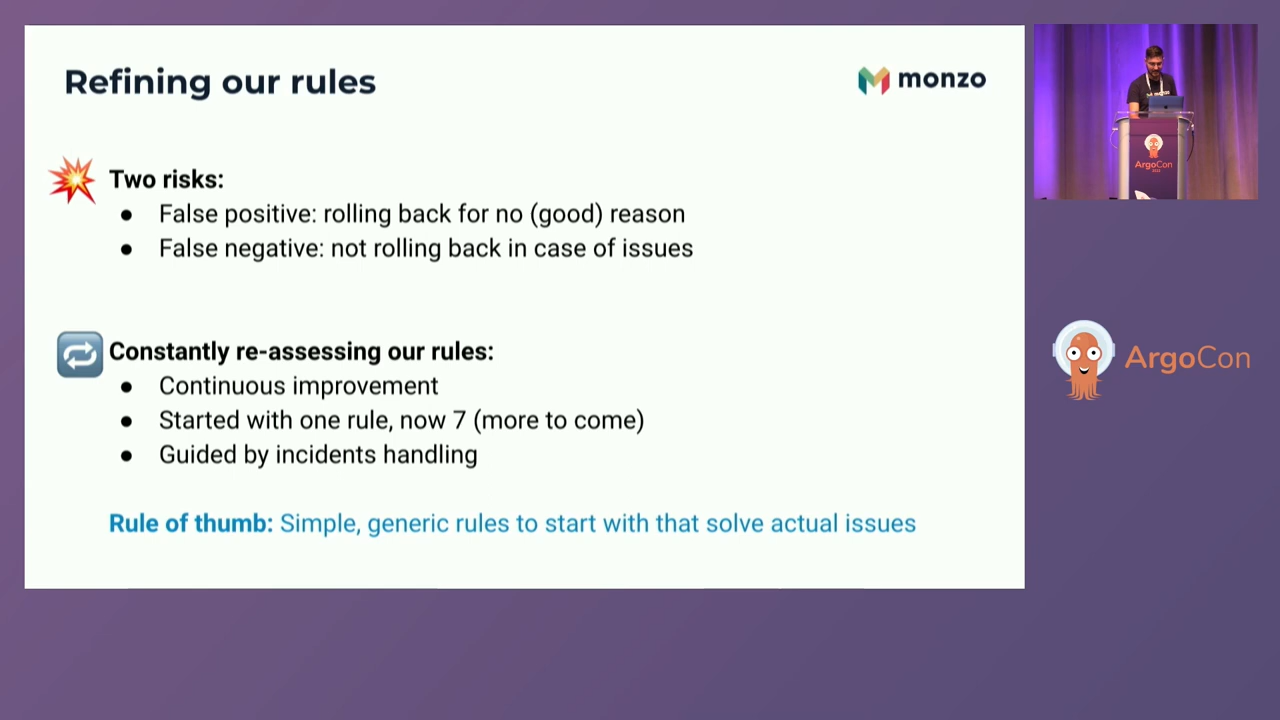 Refining our rules
monzo
Two risks:
● False positive: rolling back for no (good) reason
● False negative: not rolling back in case of issues
Constantly re-assessing our rules:
● Continuous improvement
● Started with one rule, now 7 (more to come)
● Guided by incidents handling
Rule of thumb: Simple, generic rules to start with that solve actual issues
ArgoCon
ArgoCon